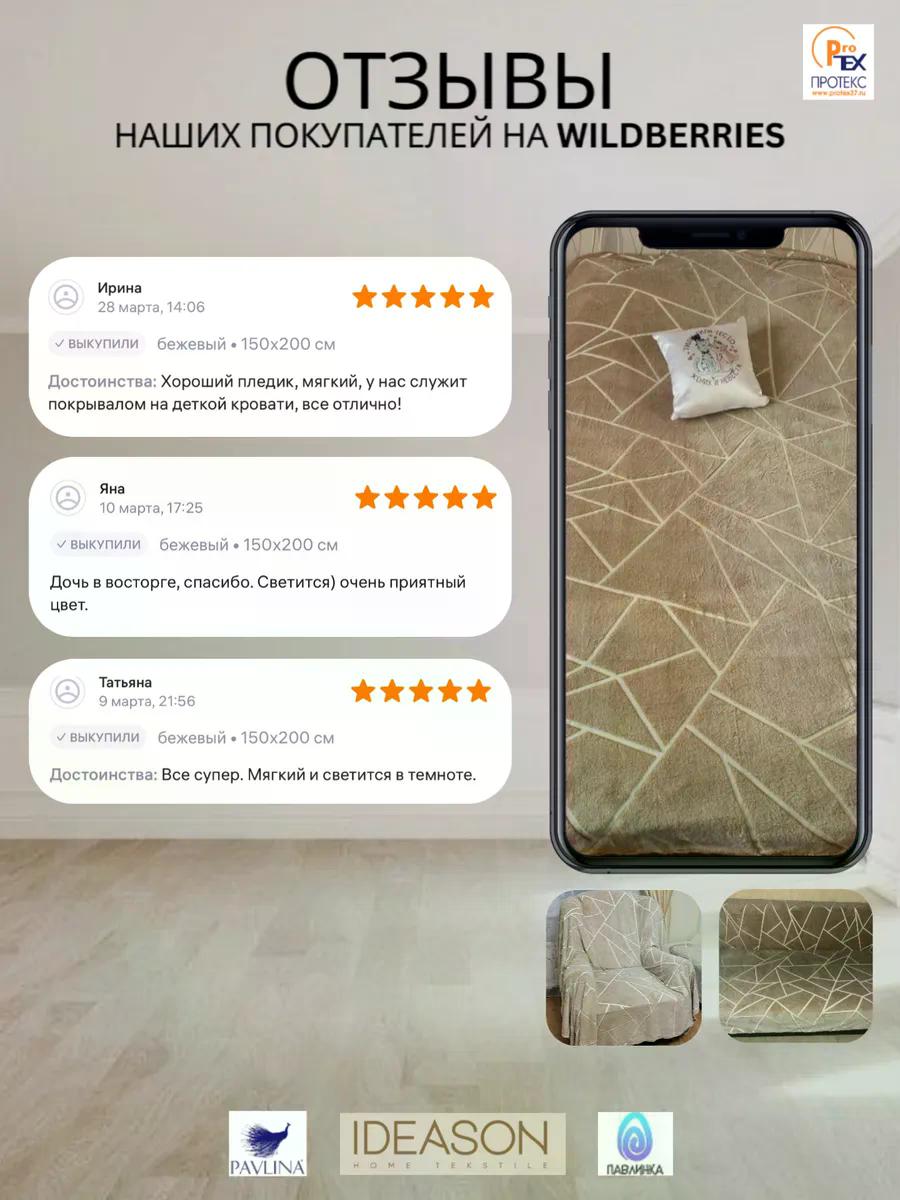 ОТЗЫВЫ
НАШИХ ПОКУПАТЕЛЕЙ НА WILDBERRIES
ProТЕХ
ПРОТЕКС
www.protex37.ru
Ирина
28 марта, 14:06
✓ ВЫКУПИЛИ бежевый • 150x200 см
Достоинства: Хороший пледик, мягкий, у нас служит
покрывалом на деткой кровати, все отлично!
Яна
10 марта, 17:25
✓ ВЫКУПИЛИ бежевый • 150x200 см
Дочь в восторге, спасибо. Светится) очень приятный
цвет.
Татьяна
9 марта, 21:56
✓ ВЫКУПИЛИ бежевый • 150x200 см
Достоинства: Все супер. Мягкий и светится в темноте.
ЖЕНИХ И НЕВЕСТА
PAVLINA
IDEASON
HOME TEKSTILE
ПАВЛИНКА